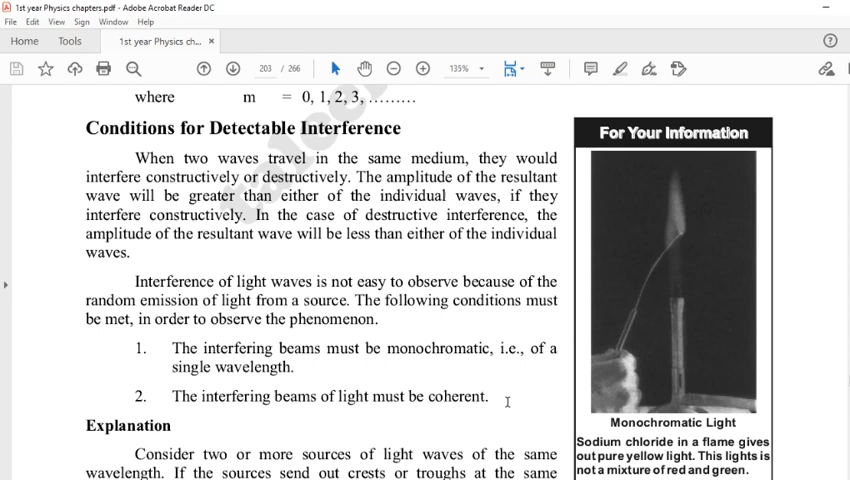 1st year Physics chapters.pdf - Adobe Acrobat Reader DC
File Edit View Sign Window Help
Home Tools 1st year Physics ch... ×
203 / 266 135%
where m = 0, 1, 2, 3, ………
Conditions for Detectable Interference
When two waves travel in the same medium, they would
interfere constructively or destructively. The amplitude of the resultant
wave will be greater than either of the individual waves, if they
interfere constructively. In the case of destructive interference, the
amplitude of the resultant wave will be less than either of the individual
waves.
Interference of light waves is not easy to observe because of the
random emission of light from a source. The following conditions must
be met, in order to observe the phenomenon.
1. The interfering beams must be monochromatic, i.e., of a
single wavelength.
2. The interfering beams of light must be coherent.
Explanation
Consider two or more sources of light waves of the same
wavelength. If the sources send out crests or troughs at the same
For Your Information
Monochromatic Light
Sodium chloride in a flame gives
out pure yellow light. This lights is
not a mixture of red and green.